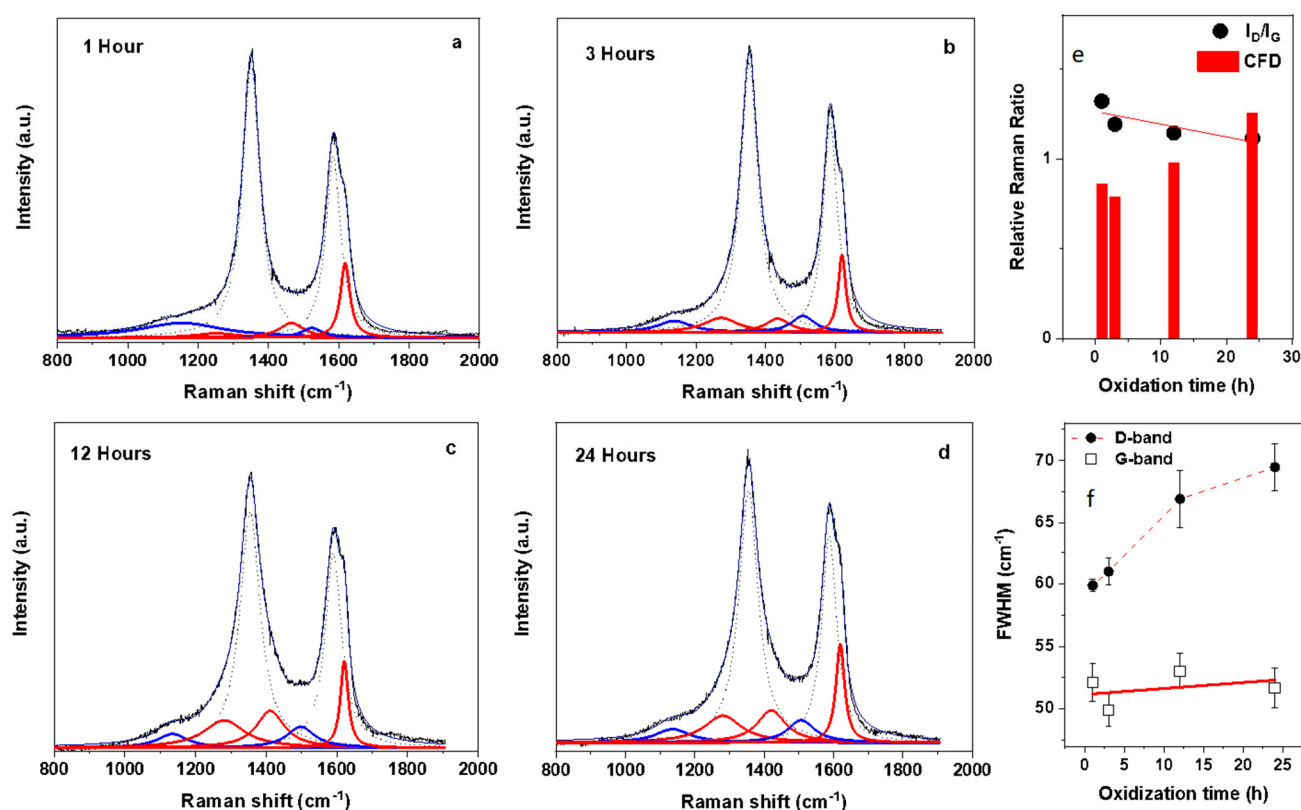 1 Hour
a
Intensity (a.u.)
800 1000 1200 1400 1600 1800 2000
Raman shift (cm⁻¹)
3 Hours
b
Intensity (a.u.)
800 1000 1200 1400 1600 1800 2000
Raman shift (cm⁻¹)
e
I_D/I_G
CFD
Relative Raman Ratio
1
0
0 10 20 30
Oxidation time (h)
12 Hours
c
Intensity (a.u.)
800 1000 1200 1400 1600 1800 2000
Raman shift (cm⁻¹)
24 Hours
d
Intensity (a.u.)
800 1000 1200 1400 1600 1800 2000
Raman shift (cm⁻¹)
D-band
G-band
f
FWHM (cm⁻¹)
70
65
60
55
50
0 5 10 15 20 25
Oxidization time (h)